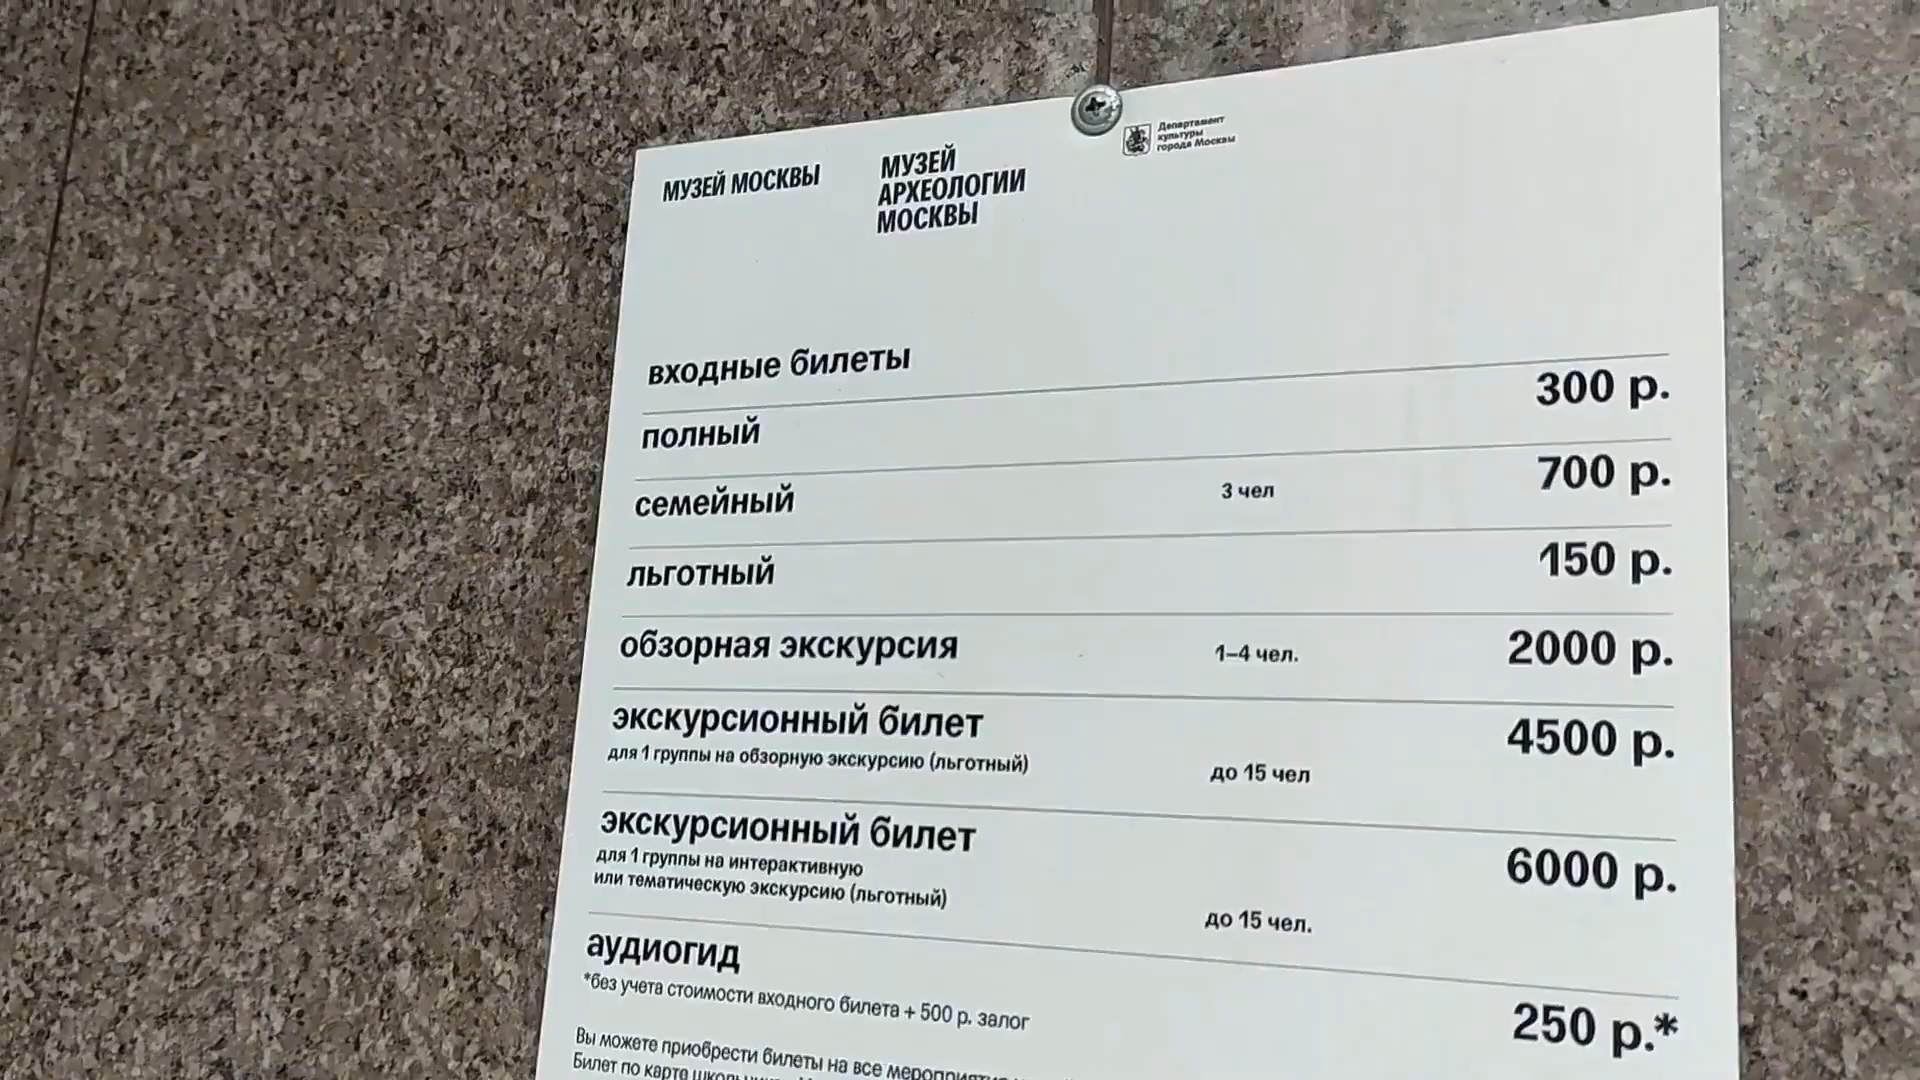 МУЗЕЙ МОСКВЫ
МУЗЕЙ
АРХЕОЛОГИИ
МОСКВЫ
Департамент
культуры
города Москвы
входные билеты
полный 300 р.
семейный 3 чел 700 р.
льготный 150 р.
обзорная экскурсия 1–4 чел. 2000 р.
экскурсионный билет 4500 р.
для 1 группы на обзорную экскурсию (льготный) до 15 чел
экскурсионный билет 6000 р.
для 1 группы на интерактивную
или тематическую экскурсию (льготный) до 15 чел.
аудиогид 250 р.*
*без учета стоимости входного билета + 500 р. залог
Вы можете приобрести билеты на все
Билет по карте